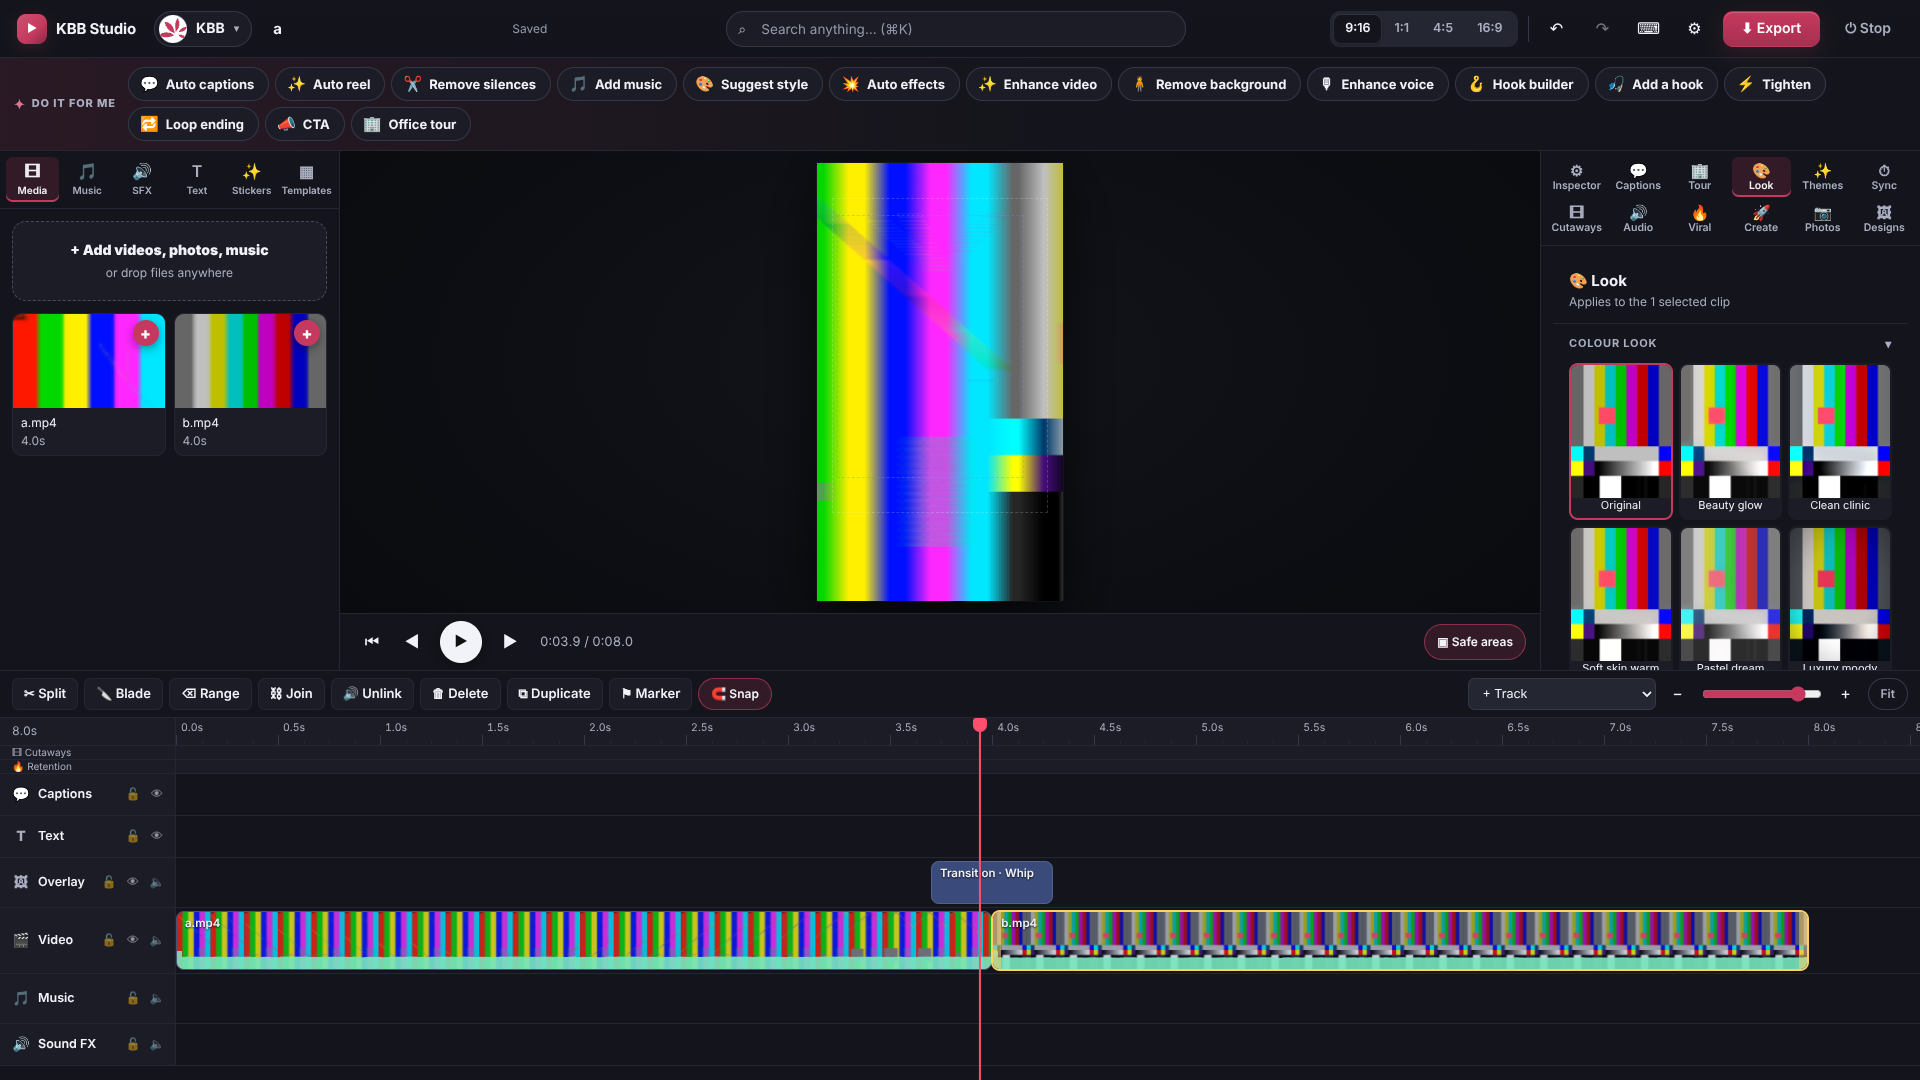 KBB Studio
KBB
a
Saved
Search anything... (⌘K)
9:16
1:1
4:5
16:9
Export
Stop
DO IT FOR ME
Auto captions
Auto reel
Remove silences
Add music
Suggest style
Auto effects
Enhance video
Remove background
Enhance voice
Hook builder
Add a hook
Tighten
Loop ending
CTA
Office tour
Media
Music
SFX
T
Text
Stickers
Templates
+ Add videos, photos, music
or drop files anywhere
a.mp4
4.0s
b.mp4
4.0s
0:03.9 / 0:08.0
Safe areas
Inspector
Captions
Tour
Look
Themes
Sync
Cutaways
Audio
Viral
Create
Photos
Designs
Look
Applies to the 1 selected clip
COLOUR LOOK
Original
Beauty glow
Clean clinic
Soft skin warm
Pastel dream
Luxury moody
Split
Blade
Range
Join
Unlink
Delete
Duplicate
Marker
Snap
+ Track
Fit
8.0s
0.0s
0.5s
1.0s
1.5s
2.0s
2.5s
3.0s
3.5s
4.0s
4.5s
5.0s
5.5s
6.0s
6.5s
7.0s
7.5s
8.0s
Cutaways
Retention
Captions
T Text
Overlay
Transition · Whip
Video
a.mp4
b.mp4
Music
Sound FX